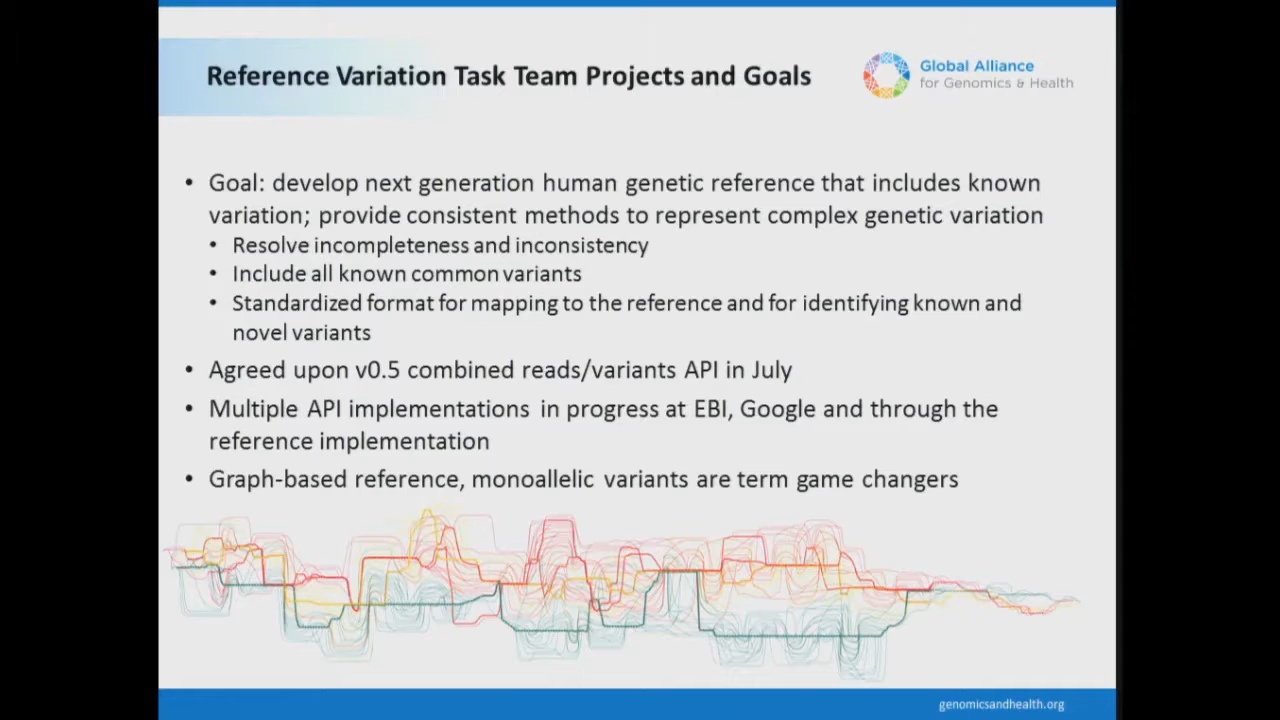 Reference Variation Task Team Projects and Goals
Global Alliance
for Genomics & Health
• Goal: develop next generation human genetic reference that includes known
variation; provide consistent methods to represent complex genetic variation
• Resolve incompleteness and inconsistency
• Include all known common variants
• Standardized format for mapping to the reference and for identifying known and
novel variants
• Agreed upon v0.5 combined reads/variants API in July
• Multiple API implementations in progress at EBI, Google and through the
reference implementation
• Graph-based reference, monoallelic variants are term game changers
genomicsandhealth.org